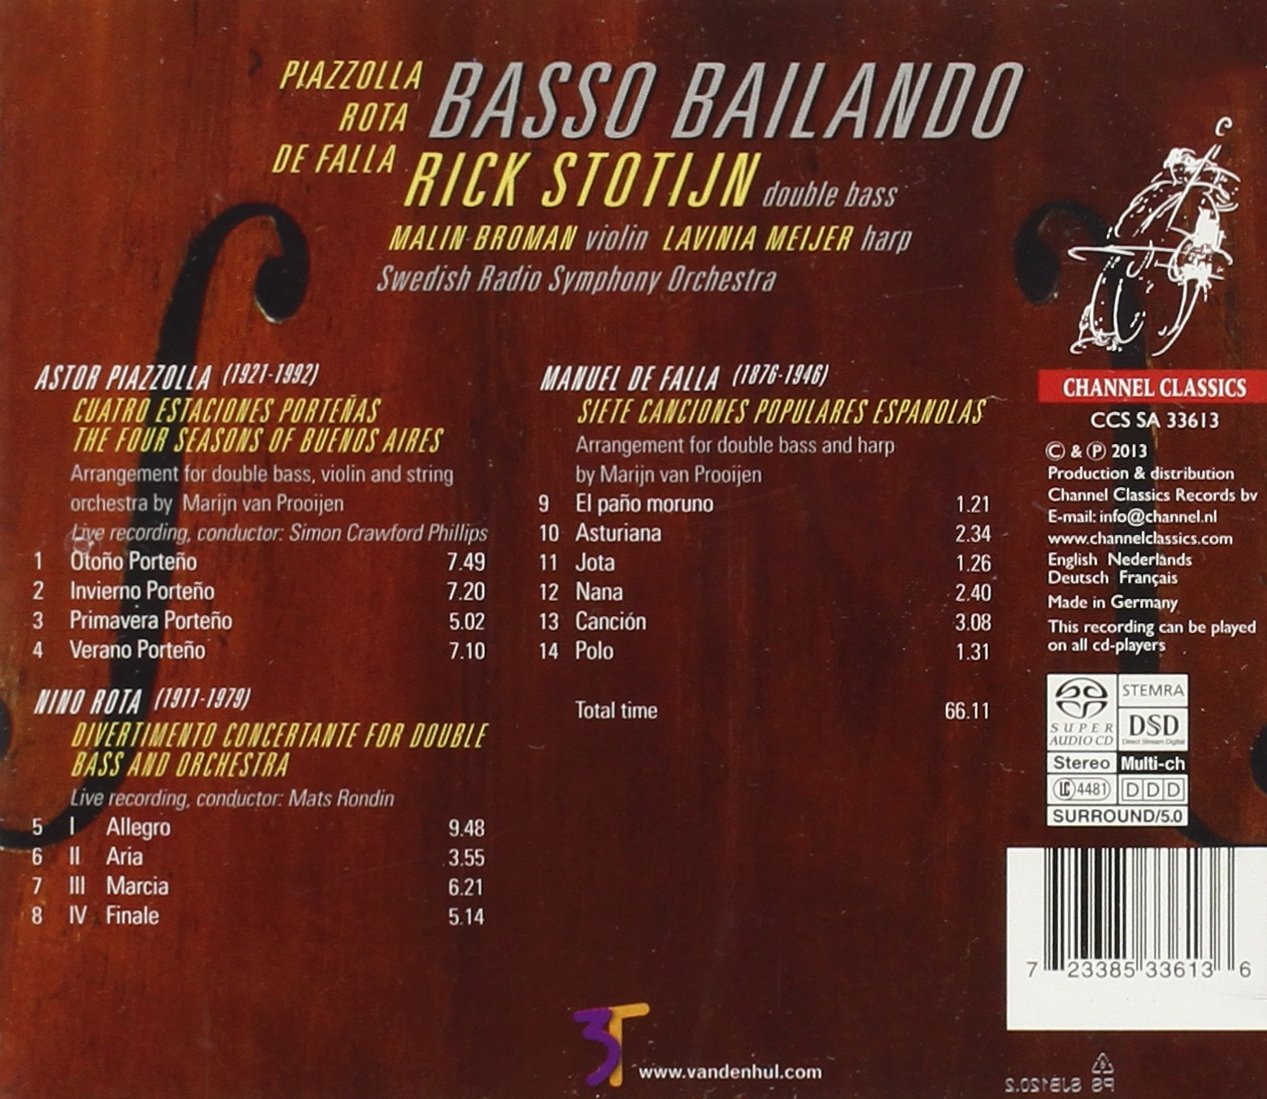 PIAZZOLLA
ROTA
DE FALLA
BASSO BAILANDO
RICK STOTIJN double bass
MALIN BROMAN violin LAVINIA MEIJER harp
Swedish Radio Symphony Orchestra
ASTOR PIAZZOLLA (1921-1992)
CUATRO ESTACIONES PORTEÑAS
THE FOUR SEASONS OF BUENOS AIRES
Arrangement for double bass, violin and string
orchestra by Marijn van Prooijen
Live recording, conductor: Simon Crawford Phillips
1 Otoño Porteño 7.49
2 Invierno Porteño 7.20
3 Primavera Porteño 5.02
4 Verano Porteño 7.10
NINO ROTA (1911-1979)
DIVERTIMENTO CONCERTANTE FOR DOUBLE
BASS AND ORCHESTRA
Live recording, conductor: Mats Rondin
5 I Allegro 9.48
6 II Aria 3.55
7 III Marcia 6.21
8 IV Finale 5.14
MANUEL DE FALLA (1876-1946)
SIETE CANCIONES POPULARES ESPANOLAS
Arrangement for double bass and harp
by Marijn van Prooijen
9 El paño moruno 1.21
10 Asturiana 2.34
11 Jota 1.26
12 Nana 2.40
13 Canción 3.08
14 Polo 1.31
Total time 66.11
CHANNEL CLASSICS
CCS SA 33613
© & ℗ 2013
Production & distribution
Channel Classics Records bv
E-mail: info@channel.nl
www.channelclassics.com
English Nederlands
Deutsch Français
Made in Germany
This recording can be played
on all cd-players
SUPER AUDIO CD
STEMRA
DSD
Direct Stream Digital
Stereo Multi-ch
LC 4481 DDD
SURROUND/5.0
7 23385 33613 6
3T
www.vandenhul.com